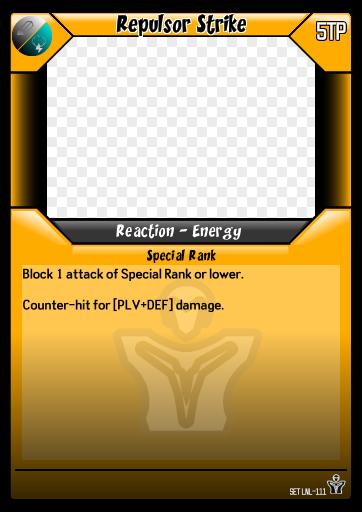 Repulsor Strike
5TP
Reaction - Energy
Special Rank
Block 1 attack of Special Rank or lower.
Counter-hit for [PLV+DEF] damage.
SET LNL-111